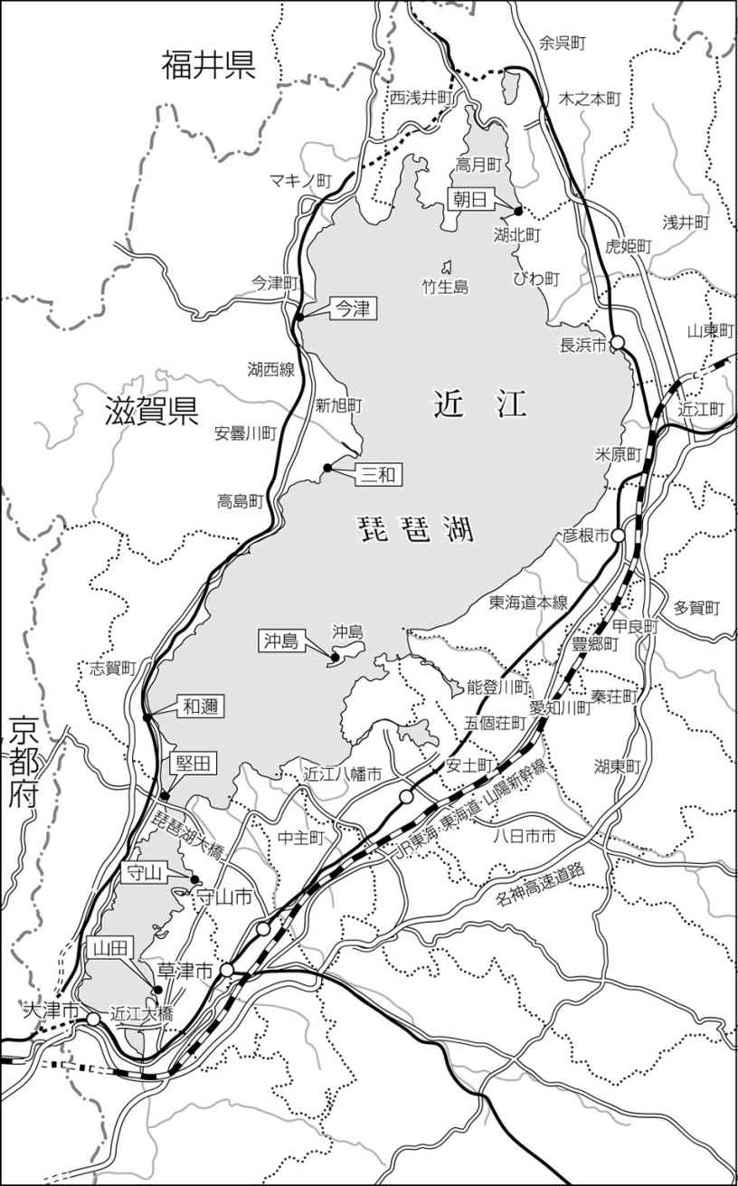 余呉町
福井県
西浅井町
木之本町
高月町
マキノ町
朝日
浅井町
湖北町
虎姫町
びわ町
今津町
竹生島
今津
山東町
長浜市
湖西線
新旭町
近江
近江町
滋賀県
安曇川町
米原町
三和
高島町
琵琶湖
彦根市
東海道本線
多賀町
甲良町
沖島
沖島
豊郷町
志賀町
能登川町
秦荘町
和邇
愛知川町
五個荘町
京都府
堅田
近江八幡市
安土町
湖東町
琵琶湖大橋
中主町
JR東海・東海道・山陽新幹線
八日市市
守山
守山市
名神高速道路
山田
草津市
大津市
近江大橋